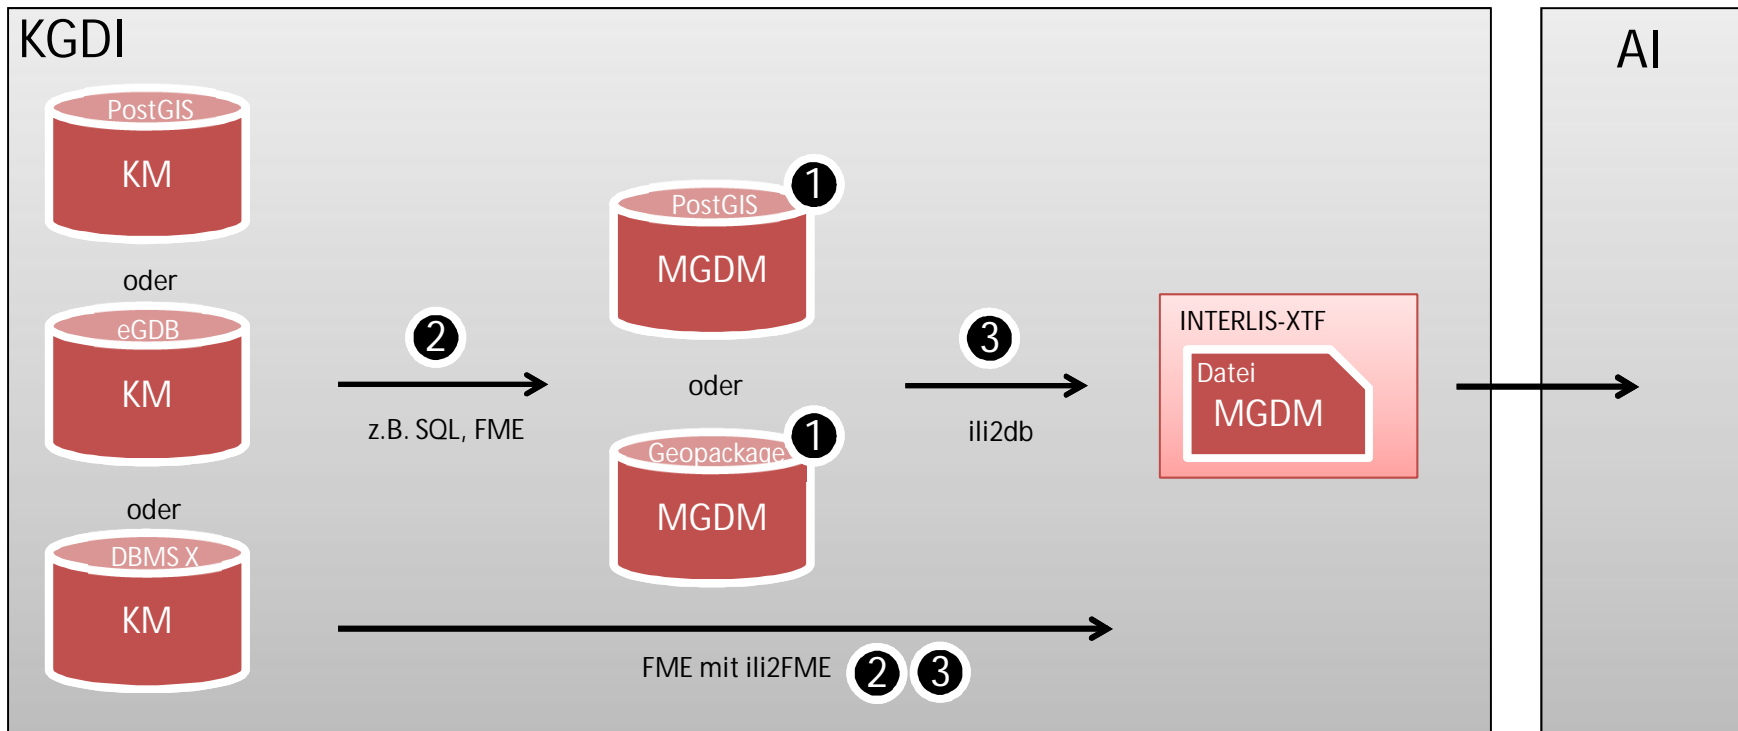 KGDI
AI
PostGIS
KM
oder
eGDB
KM
oder
DBMS X
KM
2
z.B. SQL, FME
1
PostGIS
MGDM
oder
1
Geopackage
MGDM
3
ili2db
FME mit ili2FME 2 3
INTERLIS-XTF
Datei
MGDM